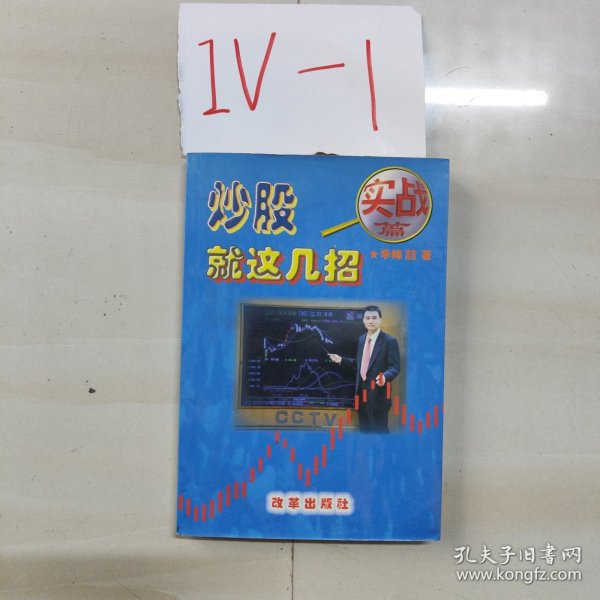 IV-1
炒股
实战
篇
就这几招
★李幛喆 著
CCTV
改革出版社
孔夫子旧书网
www.kongfz.com